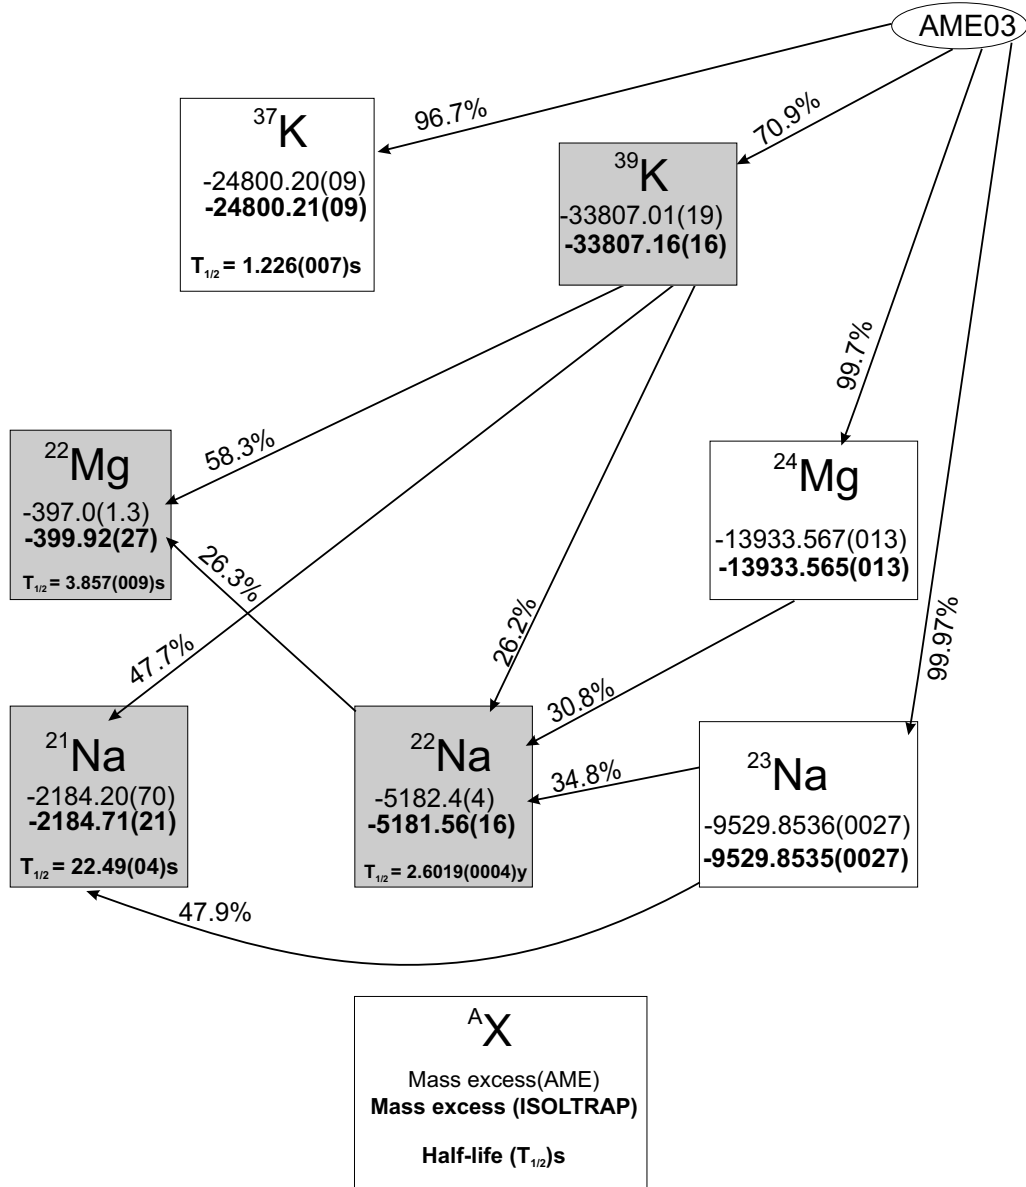 AME03
96.7%
70.9%
³⁷K
-24800.20(09)
-24800.21(09)
T₁/₂ = 1.226(007)s
³⁹K
-33807.01(19)
-33807.16(16)
99.7%
58.3%
²²Mg
-397.0(1.3)
-399.92(27)
T₁/₂ = 3.857(009)s
²⁴Mg
-13933.567(013)
-13933.565(013)
26.3%
26.2%
99.97%
47.7%
30.8%
²¹Na
-2184.20(70)
-2184.71(21)
T₁/₂ = 22.49(04)s
²²Na
-5182.4(4)
-5181.56(16)
T₁/₂ = 2.6019(0004)y
34.8%
²³Na
-9529.8536(0027)
-9529.8535(0027)
47.9%
ᴬX
Mass excess(AME)
Mass excess (ISOLTRAP)
Half-life (T₁/₂)s